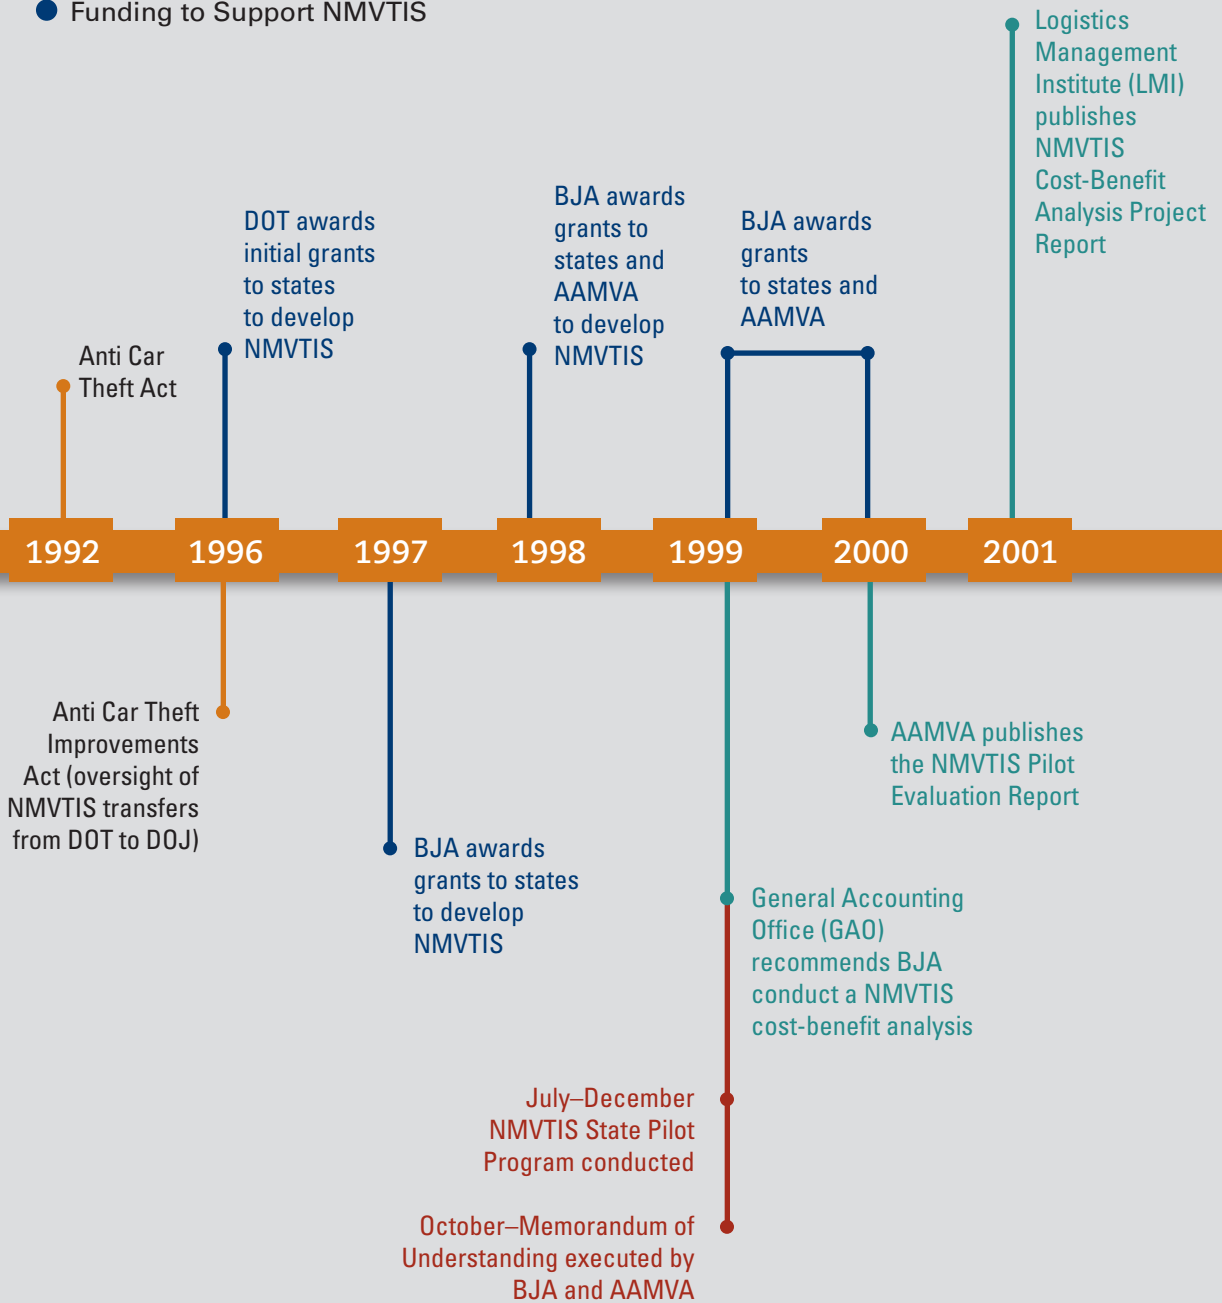 Funding to Support NMVTIS
Logistics
Management
Institute (LMI)
publishes
NMVTIS
Cost-Benefit
Analysis Project
Report
BJA awards
grants to
states and
AAMVA
to develop
NMVTIS
DOT awards
initial grants
to states
to develop
NMVTIS
BJA awards
grants
to states and
AAMVA
Anti Car
Theft Act
1992
1996
1997
1998
1999
2000
2001
Anti Car Theft
Improvements
Act (oversight of
NMVTIS transfers
from DOT to DOJ)
AAMVA publishes
the NMVTIS Pilot
Evaluation Report
BJA awards
grants to states
to develop
NMVTIS
General Accounting
Office (GAO)
recommends BJA
conduct a NMVTIS
cost-benefit analysis
July–December
NMVTIS State Pilot
Program conducted
October–Memorandum of
Understanding executed by
BJA and AAMVA